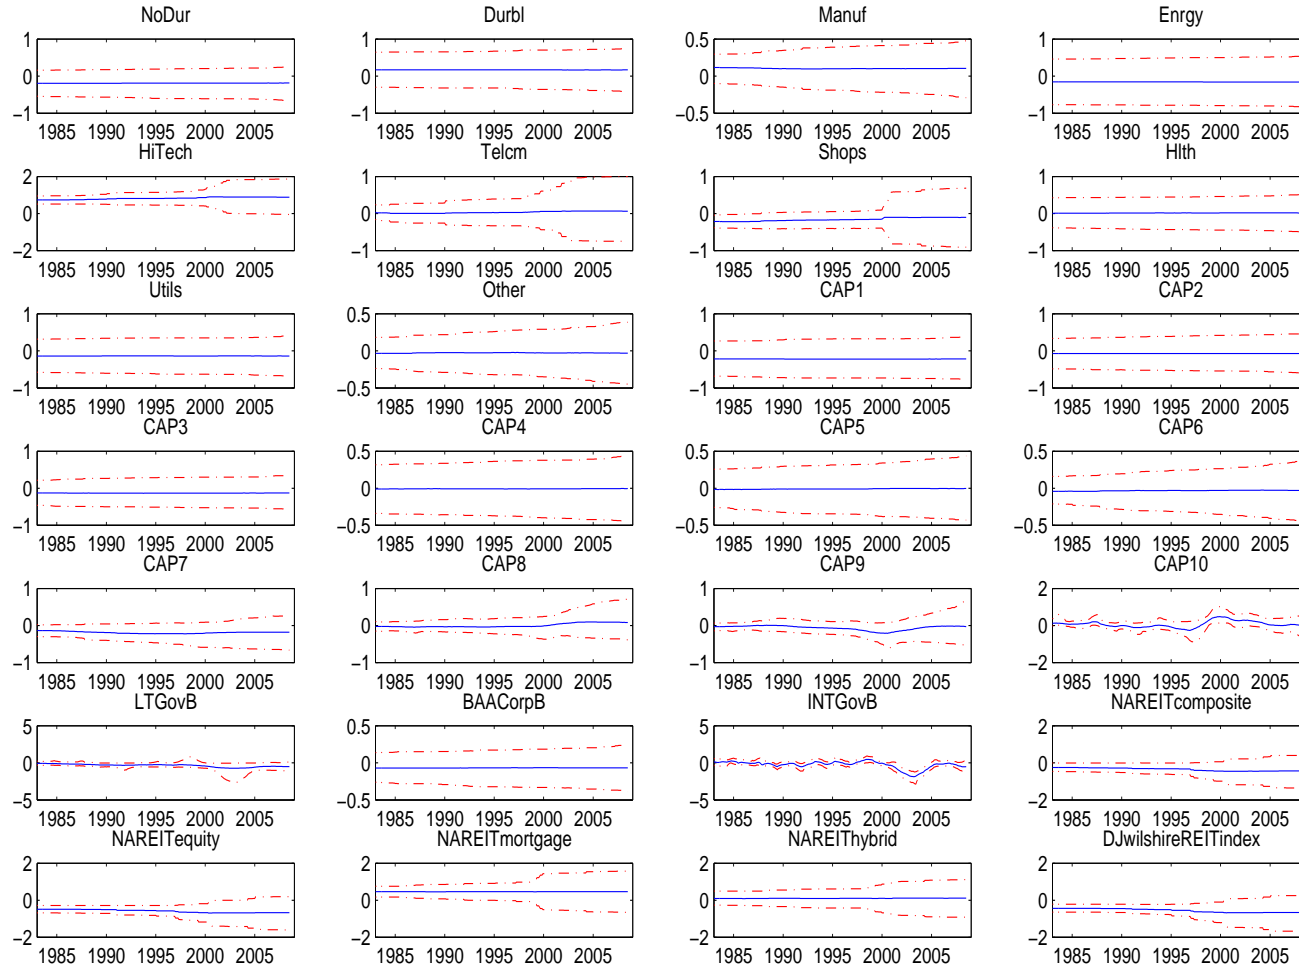 NoDur Durbl Manuf Enrgy
1 1 0.5 1
0 0 0 0
−1 −1 −0.5 −1
1985 1990 1995 2000 2005 1985 1990 1995 2000 2005 1985 1990 1995 2000 2005 1985 1990 1995 2000 2005
HiTech Telcm Shops Hlth
2 1 1 1
0 0 0 0
−2 −1 −1 −1
1985 1990 1995 2000 2005 1985 1990 1995 2000 2005 1985 1990 1995 2000 2005 1985 1990 1995 2000 2005
Utils Other CAP1 CAP2
1 0.5 1 1
0 0 0 0
−1 −0.5 −1 −1
1985 1990 1995 2000 2005 1985 1990 1995 2000 2005 1985 1990 1995 2000 2005 1985 1990 1995 2000 2005
CAP3 CAP4 CAP5 CAP6
1 0.5 0.5 0.5
0 0 0 0
−1 −0.5 −0.5 −0.5
1985 1990 1995 2000 2005 1985 1990 1995 2000 2005 1985 1990 1995 2000 2005 1985 1990 1995 2000 2005
CAP7 CAP8 CAP9 CAP10
1 1 1 2
0 0 0 0
−1 −1 −1 −2
1985 1990 1995 2000 2005 1985 1990 1995 2000 2005 1985 1990 1995 2000 2005 1985 1990 1995 2000 2005
LTGovB BAACorpB INTGovB NAREITcomposite
5 0.5 5 2
0 0 0 0
−5 −0.5 −5 −2
1985 1990 1995 2000 2005 1985 1990 1995 2000 2005 1985 1990 1995 2000 2005 1985 1990 1995 2000 2005
NAREITequity NAREITmortgage NAREIThybrid DJwilshireREITindex
2 2 2 2
0 0 0 0
−2 −2 −2 −2
1985 1990 1995 2000 2005 1985 1990 1995 2000 2005 1985 1990 1995 2000 2005 1985 1990 1995 2000 2005